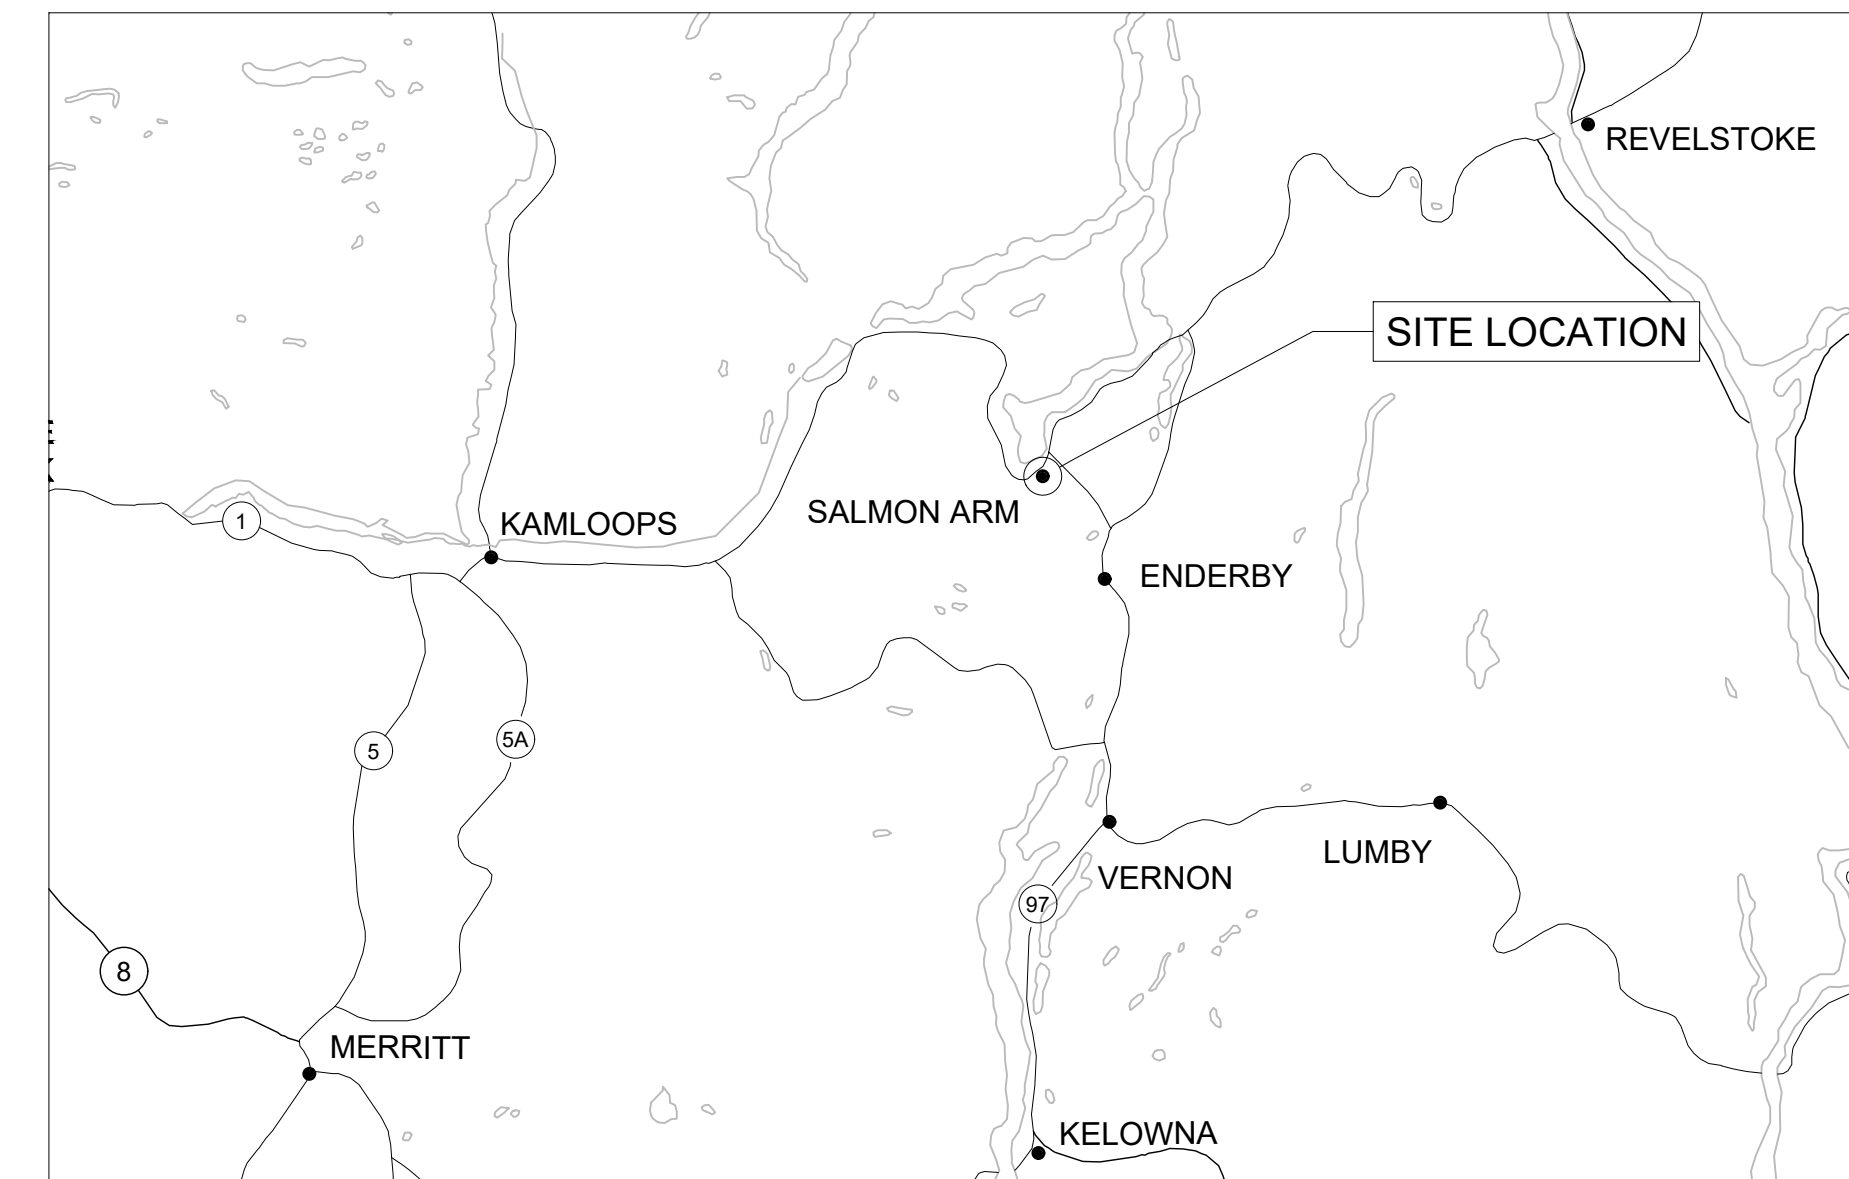 REVELSTOKE
SITE LOCATION
1
KAMLOOPS
SALMON ARM
ENDERBY
5
5A
LUMBY
VERNON
97
8
MERRITT
KELOWNA